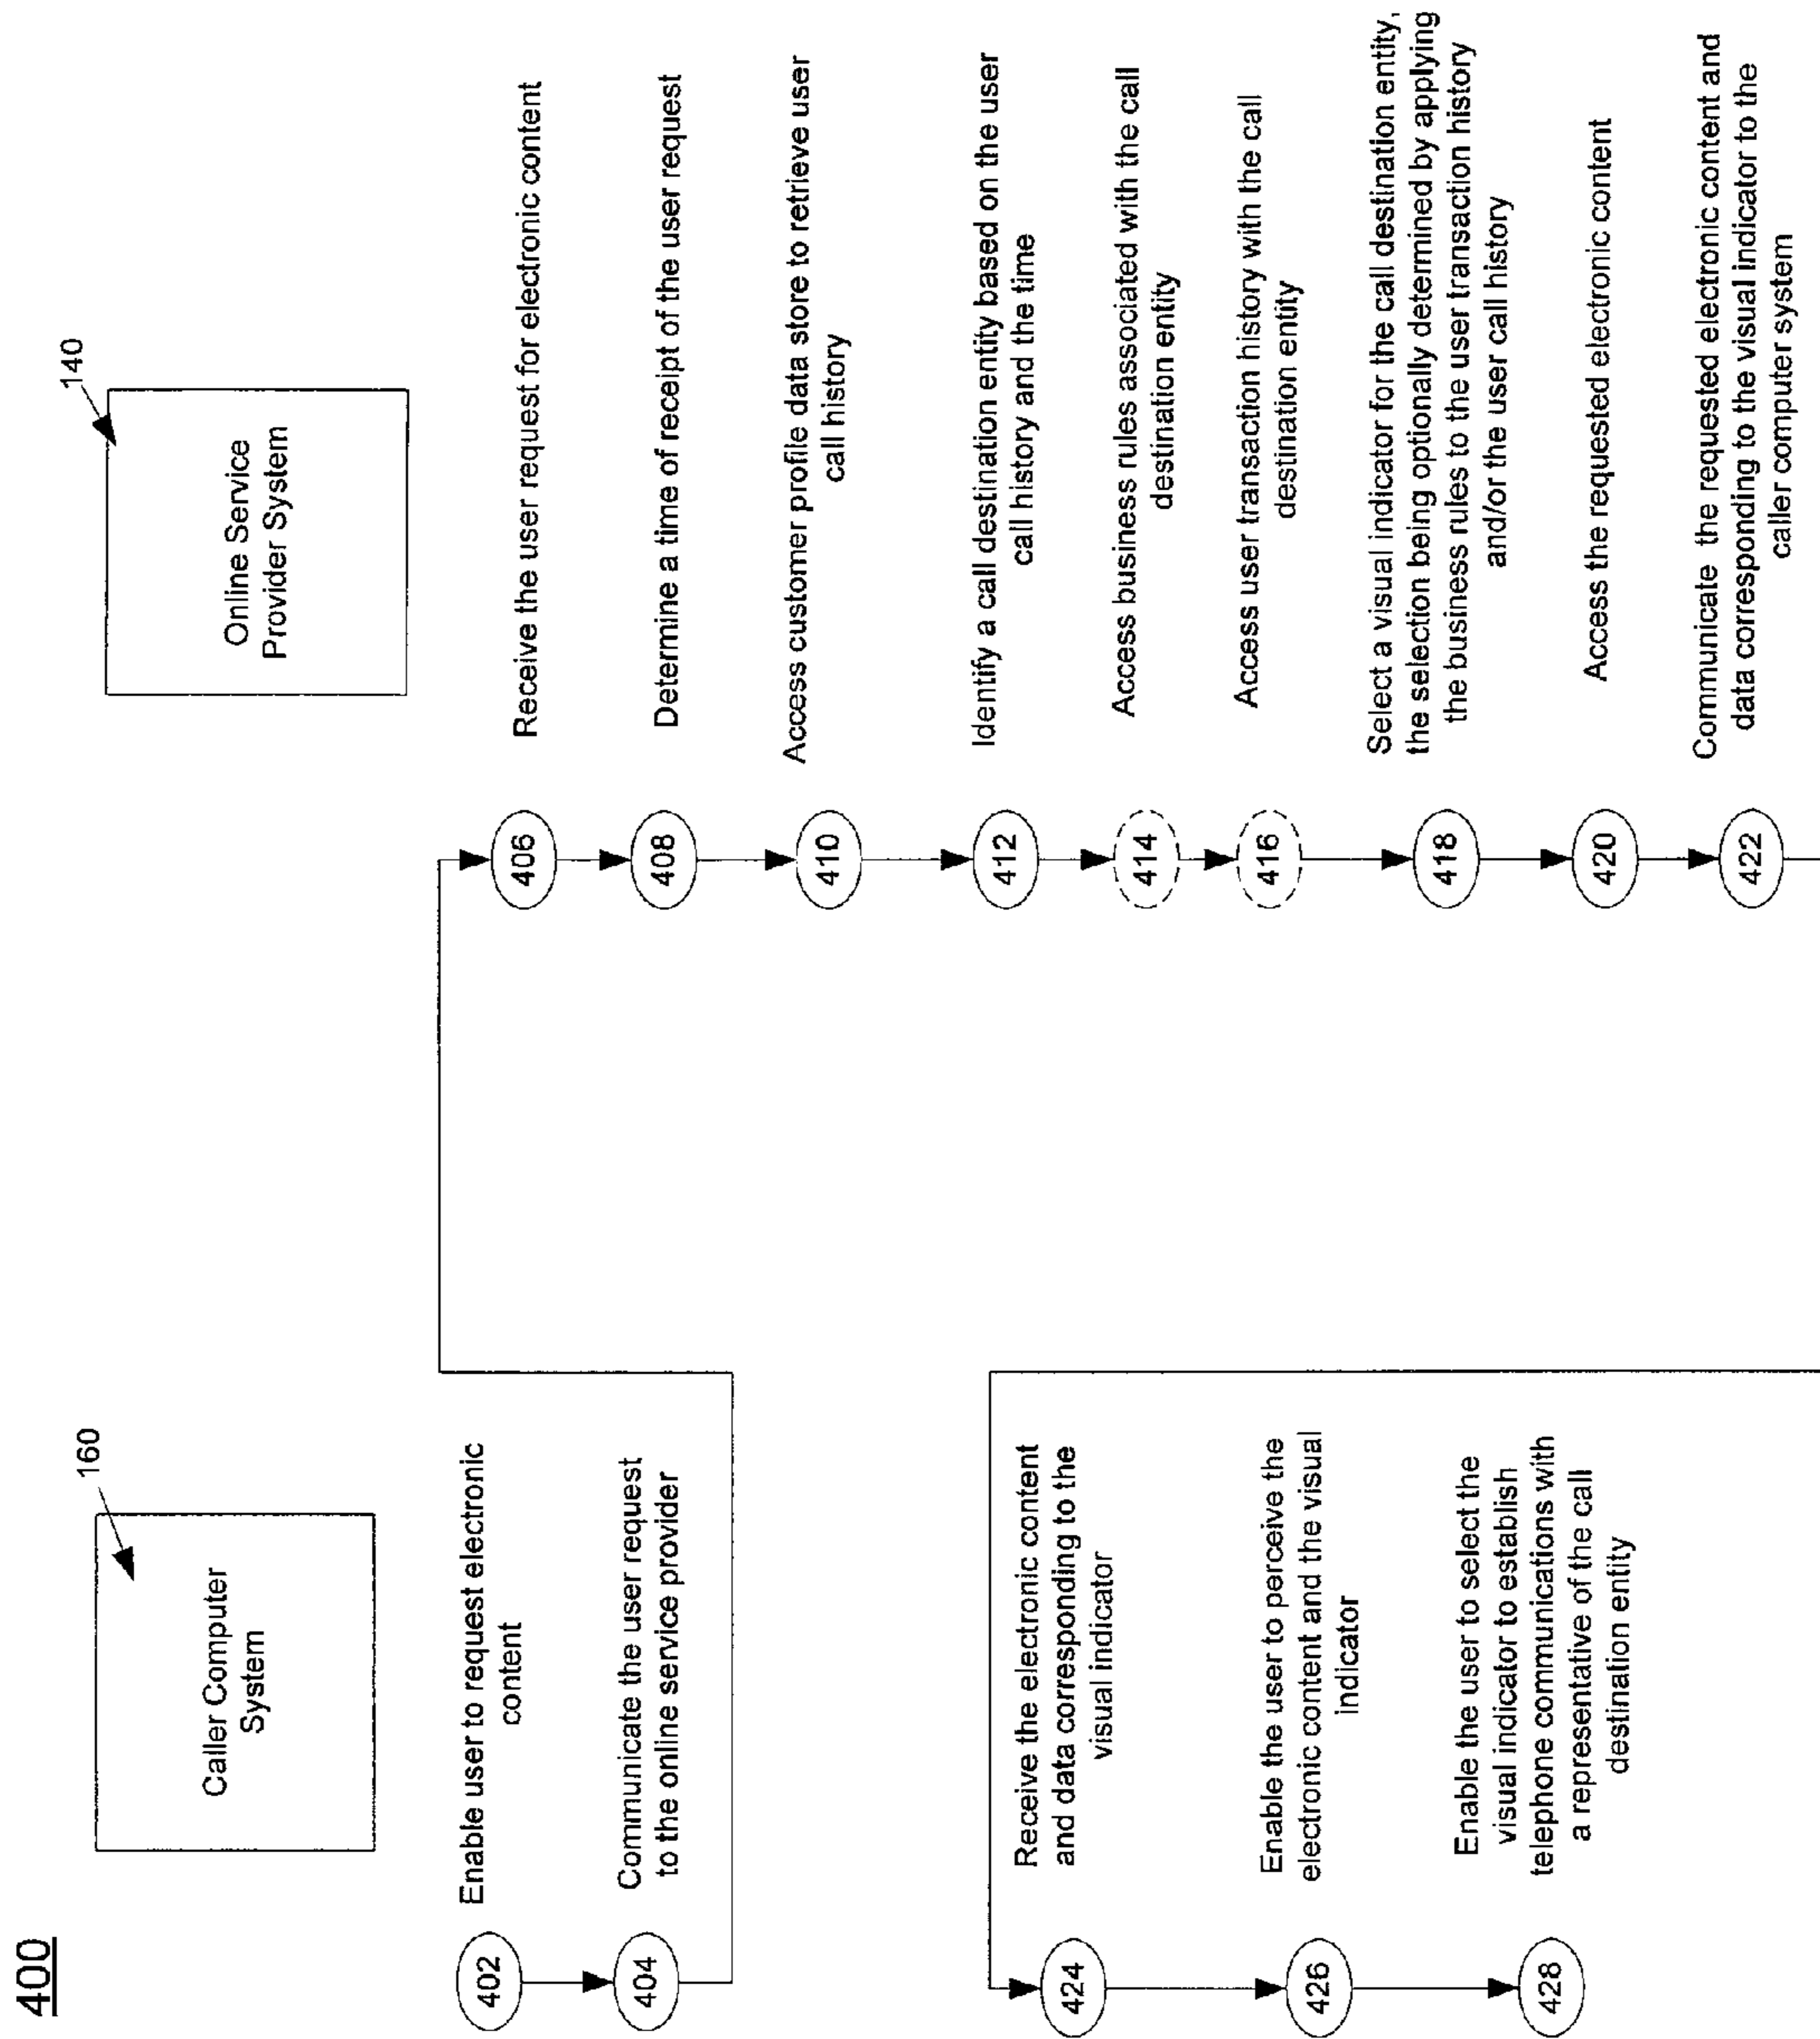 400
Caller Computer
System
160
Online Service
Provider System
140
402
Enable user to request electronic
content
404
Communicate the user request
to the online service provider
406
Receive the user request for electronic content
408
Determine a time of receipt of the user request
410
Access customer profile data store to retrieve user
call history
412
Identify a call destination entity based on the user
call history and the time
414
Access business rules associated with the call
destination entity
416
Access user transaction history with the call
destination entity
418
Select a visual indicator for the call destination entity,
the selection being optionally determined by applying
the business rules to the user transaction history
and/or the user call history
420
Access the requested electronic content
422
Communicate the requested electronic content and
data corresponding to the visual indicator to the
caller computer system
424
Receive the electronic content
and data corresponding to the
visual indicator
426
Enable the user to perceive the
electronic content and the visual
indicator
428
Enable the user to select the
visual indicator to establish
telephone communications with
a representative of the call
destination entity